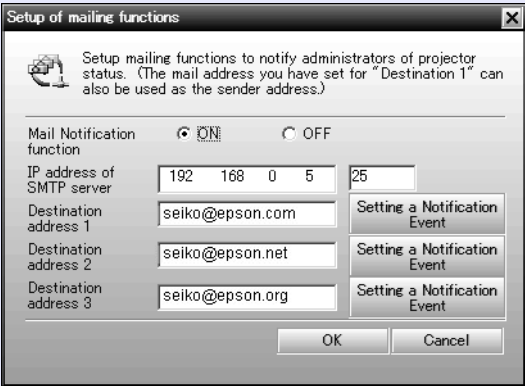 Setup of mailing functions
Setup mailing functions to notify administrators of projector
status. (The mail address you have set for "Destination 1" can
also be used as the sender address.)
Mail Notification
function
ON
OFF
IP address of
SMTP server
192 168 0 5
25
Destination
address 1
seiko@epson.com
Setting a Notification
Event
Destination
address 2
seiko@epson.net
Setting a Notification
Event
Destination
address 3
seiko@epson.org
Setting a Notification
Event
OK
Cancel